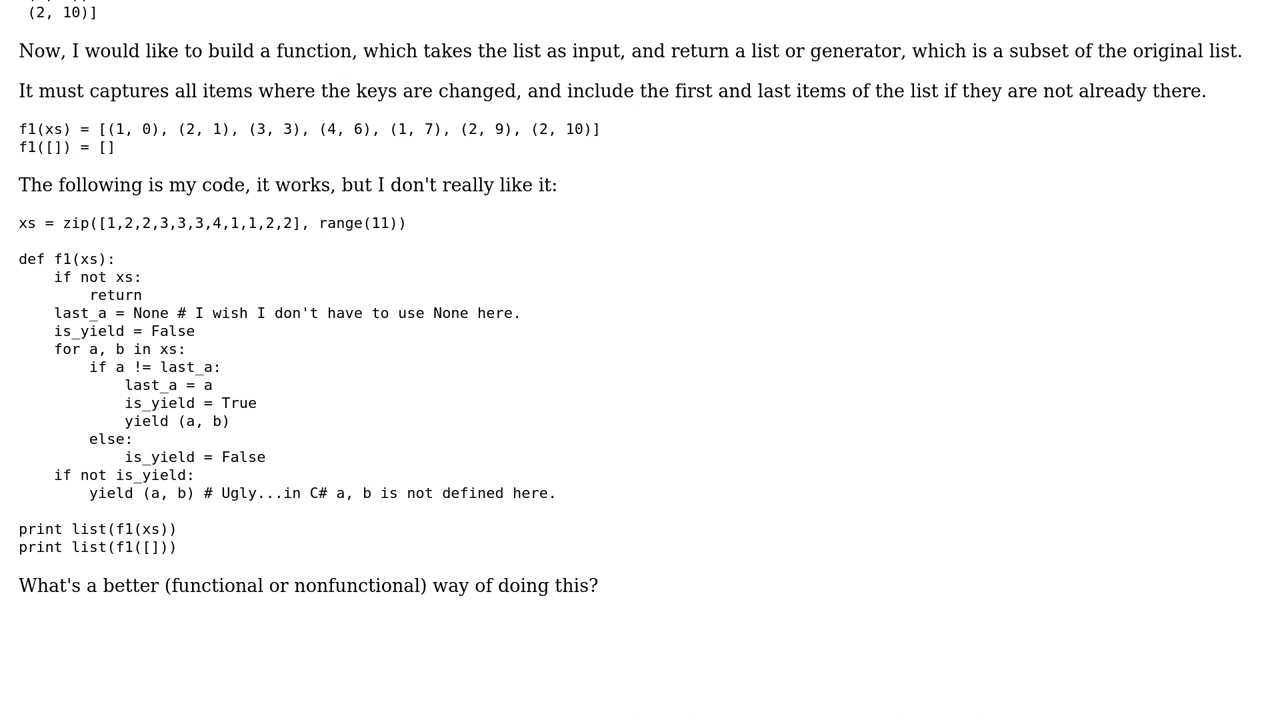 (2, 10)]
Now, I would like to build a function, which takes the list as input, and return a list or generator, which is a subset of the original list.
It must captures all items where the keys are changed, and include the first and last items of the list if they are not already there.
f1(xs) = [(1, 0), (2, 1), (3, 3), (4, 6), (1, 7), (2, 9), (2, 10)]
f1([]) = []
The following is my code, it works, but I don't really like it:
xs = zip([1,2,2,3,3,3,4,1,1,2,2], range(11))
def f1(xs):
    if not xs:
        return
    last_a = None # I wish I don't have to use None here.
    is_yield = False
    for a, b in xs:
        if a != last_a:
            last_a = a
            is_yield = True
            yield (a, b)
        else:
            is_yield = False
    if not is_yield:
        yield (a, b) # Ugly...in C# a, b is not defined here.
print list(f1(xs))
print list(f1([]))
What's a better (functional or nonfunctional) way of doing this?